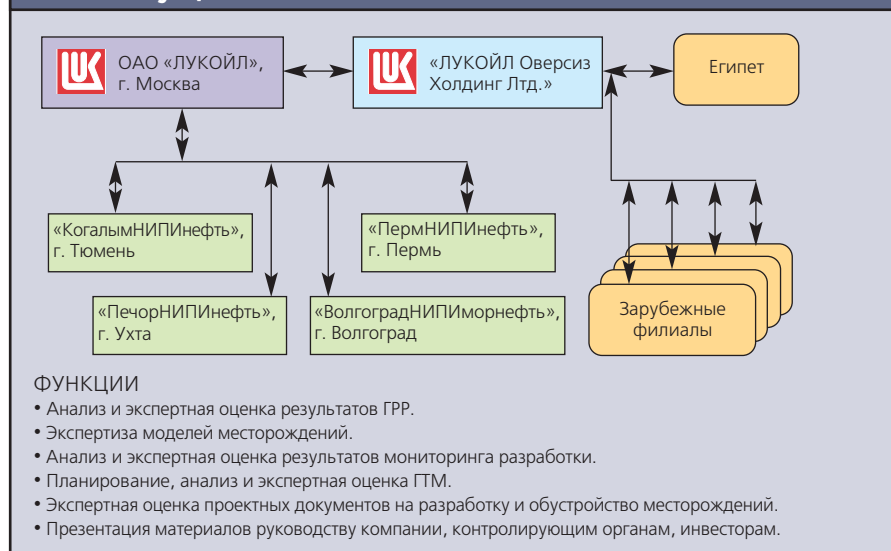 ЛУК
ОАО «ЛУКОЙЛ»,
г. Москва
ЛУК
«ЛУКОЙЛ Оверсиз
Холдинг Лтд.»
Египет
«КогалымНИПИнефть»,
г. Тюмень
«ПермНИПИнефть»,
г. Пермь
«ПечорНИПИнефть»,
г. Ухта
«ВолгоградНИПИморнефть»,
г. Волгоград
Зарубежные
филиалы
ФУНКЦИИ
• Анализ и экспертная оценка результатов ГРР.
• Экспертиза моделей месторождений.
• Анализ и экспертная оценка результатов мониторинга разработки.
• Планирование, анализ и экспертная оценка ГТМ.
• Экспертная оценка проектных документов на разработку и обустройство месторождений.
• Презентация материалов руководству компании, контролирующим органам, инвесторам.